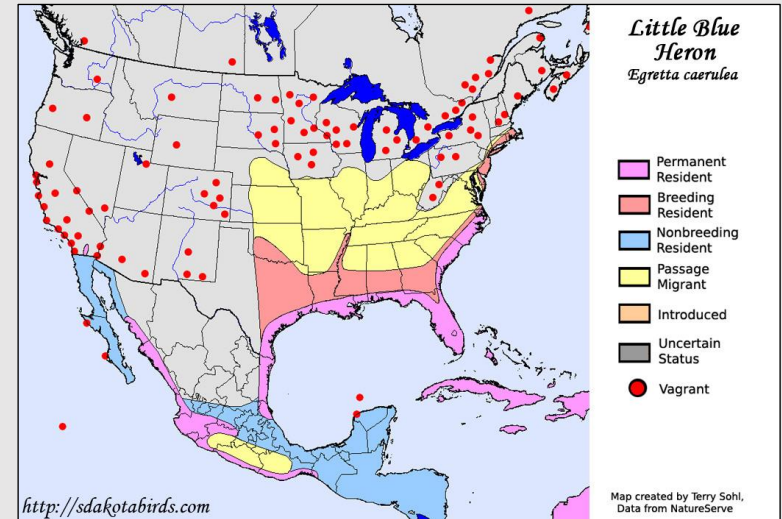 Little Blue
Heron
Egretta caerulea
Permanent
Resident
Breeding
Resident
Nonbreeding
Resident
Passage
Migrant
Introduced
Uncertain
Status
Vagrant
Map created by Terry Sohl,
Data from NatureServe
http://sdakotabirds.com